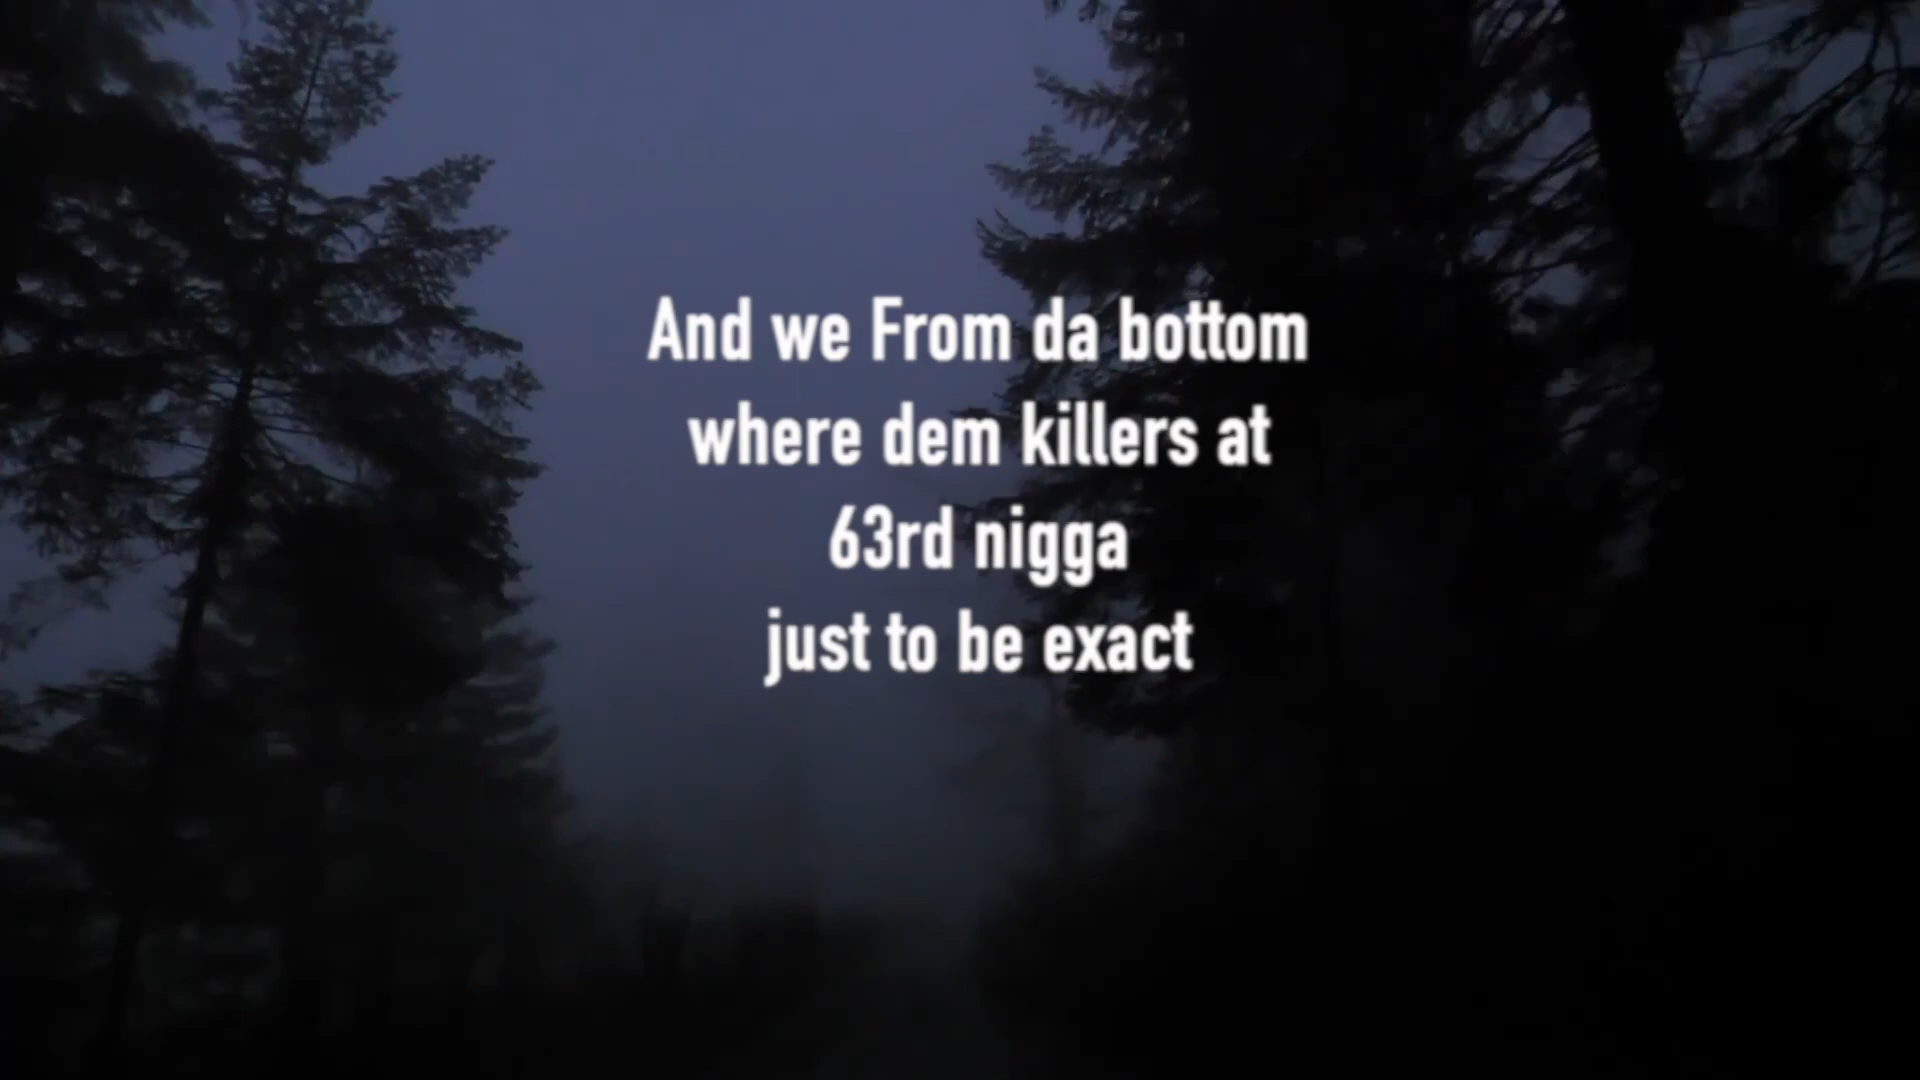 And we From da bottom
where dem killers at
63rd nigga
just to be exact